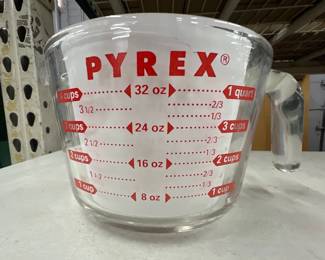 PYREX®
4 cups 32 oz 1 quart
3 1/2 2/3
1/3
3 cups 24 oz 3 cups
2 1/2 2/3
1/3
2 cups 16 oz 2 cups
1 1/2 2/3
1/3
1 cup 8 oz 1 cup